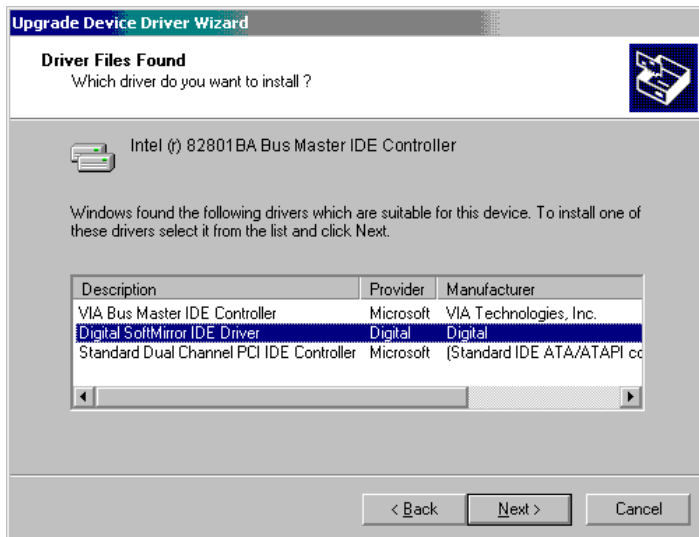 Upgrade Device Driver Wizard
Driver Files Found
Which driver do you want to install ?
Intel (r) 82801BA Bus Master IDE Controller
Windows found the following drivers which are suitable for this device. To install one of
these drivers select it from the list and click Next.
Description Provider Manufacturer
VIA Bus Master IDE Controller Microsoft VIA Technologies, Inc.
Digital SoftMirror IDE Driver Digital Digital
Standard Dual Channel PCI IDE Controller Microsoft (Standard IDE ATA/ATAPI co
< Back Next > Cancel